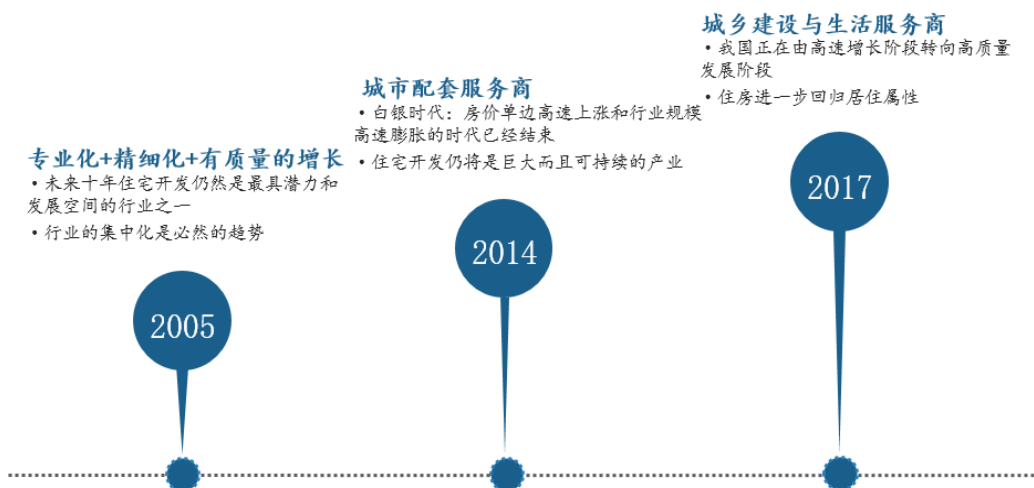 专业化+精细化+有质量的增长
•未来十年住宅开发仍然是最具潜力和
发展空间的行业之一
•行业的集中化是必然的趋势
2005
城市配套服务商
•白银时代：房价单边高速上涨和行业规模
高速膨胀的时代已经结束
•住宅开发仍将是巨大而且可持续的产业
2014
城乡建设与生活服务商
•我国正在由高速增长阶段转向高质量
发展阶段
•住房进一步回归居住属性
2017